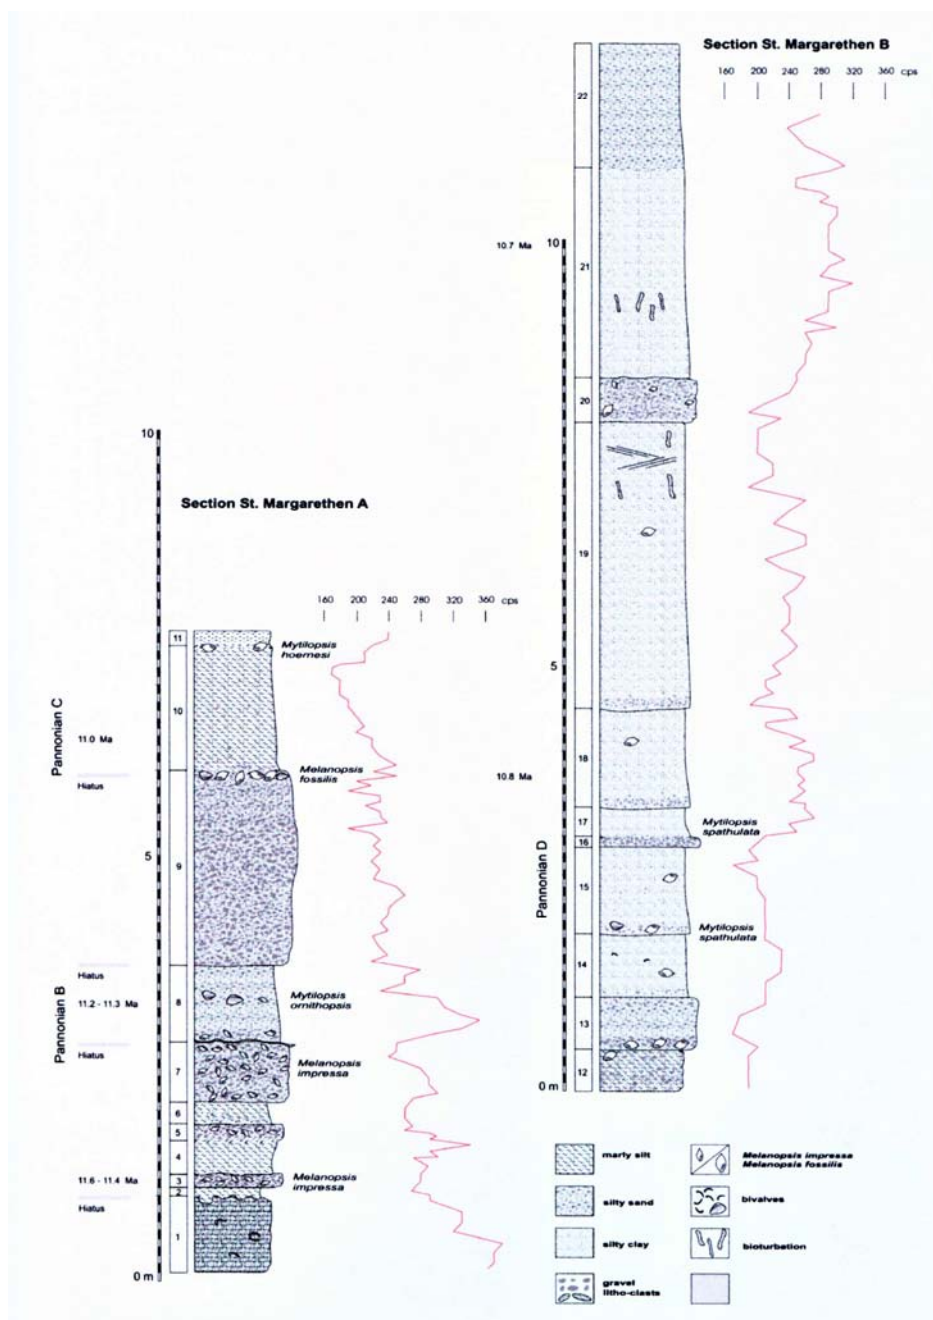 Section St. Margarethen B
160 200 240 280 320 360 cps
22
10.7 Ma
10
21
20
19
5
18
10.8 Ma
17
Mytilopsis
spathulata
16
Pannonian D
15
Mytilopsis
spathulata
14
13
12
0 m
10
Section St. Margarethen A
160 200 240 280 320 360 cps
11
Mytilopsis
hoernesi
10
Pannonian C
11.0 Ma
Melanopsis
fossilis
Hiatus
5
9
Hiatus
Pannonian B
11.2 - 11.3 Ma
8
Mytilopsis
ornithopsis
Hiatus
7
Melanopsis
impressa
6
5
4
11.6 - 11.4 Ma
3
Melanopsis
impressa
2
Hiatus
1
0 m
marly silt
silty sand
silty clay
gravel
litho-clasts
Melanopsis impressa
Melanopsis fossilis
bivalves
bioturbation